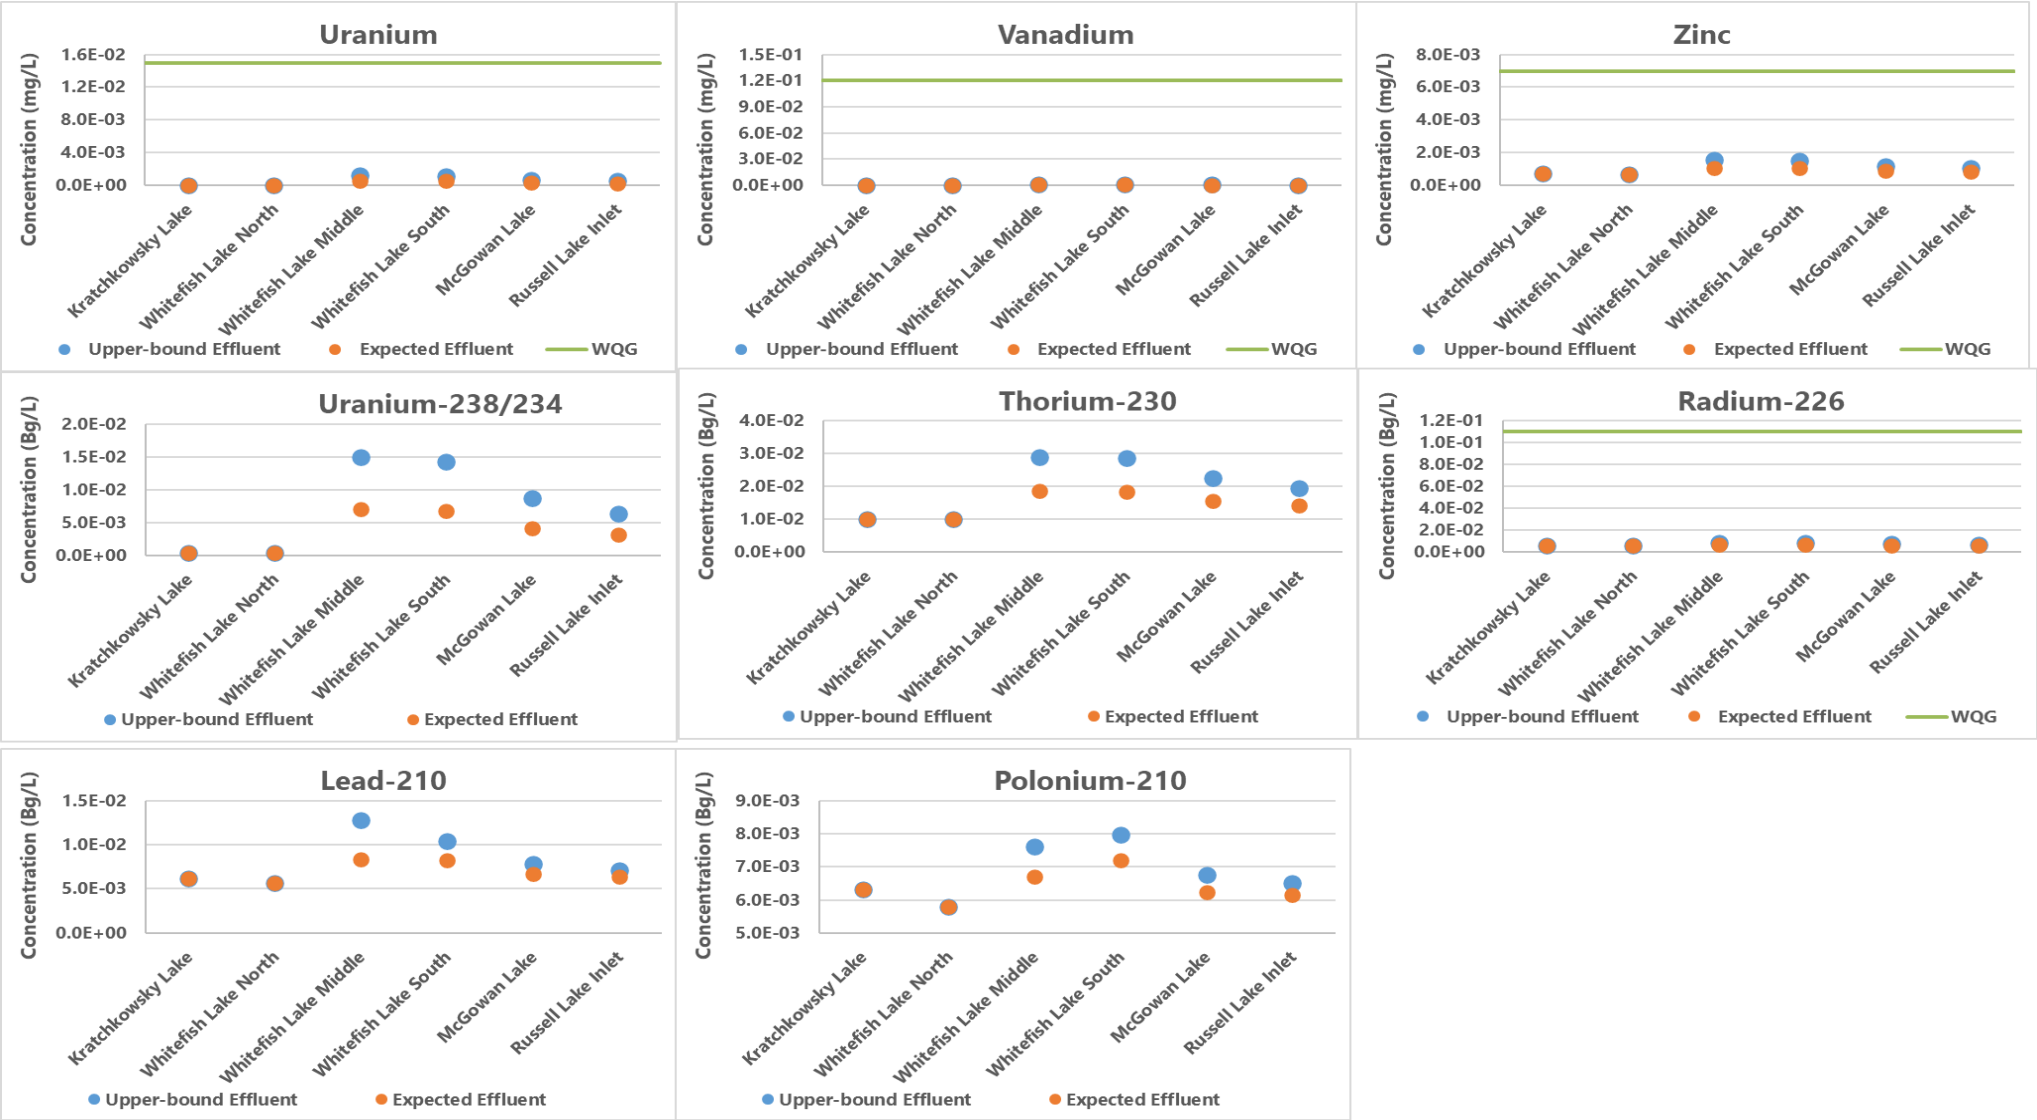 Uranium
Concentration (mg/L)
1.6E-02
1.2E-02
8.0E-03
4.0E-03
0.0E+00
Kratchkowsky Lake
Whitefish Lake North
Whitefish Lake Middle
Whitefish Lake South
McGowan Lake
Russell Lake Inlet
Upper-bound Effluent Expected Effluent WQG
Vanadium
Concentration (mg/L)
1.5E-01
1.2E-01
9.0E-02
6.0E-02
3.0E-02
0.0E+00
Kratchkowsky Lake
Whitefish Lake North
Whitefish Lake Middle
Whitefish Lake South
McGowan Lake
Russell Lake Inlet
Upper-bound Effluent Expected Effluent WQG
Zinc
Concentration (mg/L)
8.0E-03
6.0E-03
4.0E-03
2.0E-03
0.0E+00
Kratchkowsky Lake
Whitefish Lake North
Whitefish Lake Middle
Whitefish Lake South
McGowan Lake
Russell Lake Inlet
Upper-bound Effluent Expected Effluent WQG
Uranium-238/234
Concentration (Bg/L)
2.0E-02
1.5E-02
1.0E-02
5.0E-03
0.0E+00
Kratchkowsky Lake
Whitefish Lake North
Whitefish Lake Middle
Whitefish Lake South
McGowan Lake
Russell Lake Inlet
Upper-bound Effluent Expected Effluent
Thorium-230
Concentration (Bg/L)
4.0E-02
3.0E-02
2.0E-02
1.0E-02
0.0E+00
Kratchkowsky Lake
Whitefish Lake North
Whitefish Lake Middle
Whitefish Lake South
McGowan Lake
Russell Lake Inlet
Upper-bound Effluent Expected Effluent
Radium-226
Concentration (Bg/L)
1.2E-01
1.0E-01
8.0E-02
6.0E-02
4.0E-02
2.0E-02
0.0E+00
Kratchkowsky Lake
Whitefish Lake North
Whitefish Lake Middle
Whitefish Lake South
McGowan Lake
Russell Lake Inlet
Upper-bound Effluent Expected Effluent WQG
Lead-210
Concentration (Bg/L)
1.5E-02
1.0E-02
5.0E-03
0.0E+00
Kratchkowsky Lake
Whitefish Lake North
Whitefish Lake Middle
Whitefish Lake South
McGowan Lake
Russell Lake Inlet
Upper-bound Effluent Expected Effluent
Polonium-210
Concentration (Bg/L)
9.0E-03
8.0E-03
7.0E-03
6.0E-03
5.0E-03
Kratchkowsky Lake
Whitefish Lake North
Whitefish Lake Middle
Whitefish Lake South
McGowan Lake
Russell Lake Inlet
Upper-bound Effluent Expected Effluent